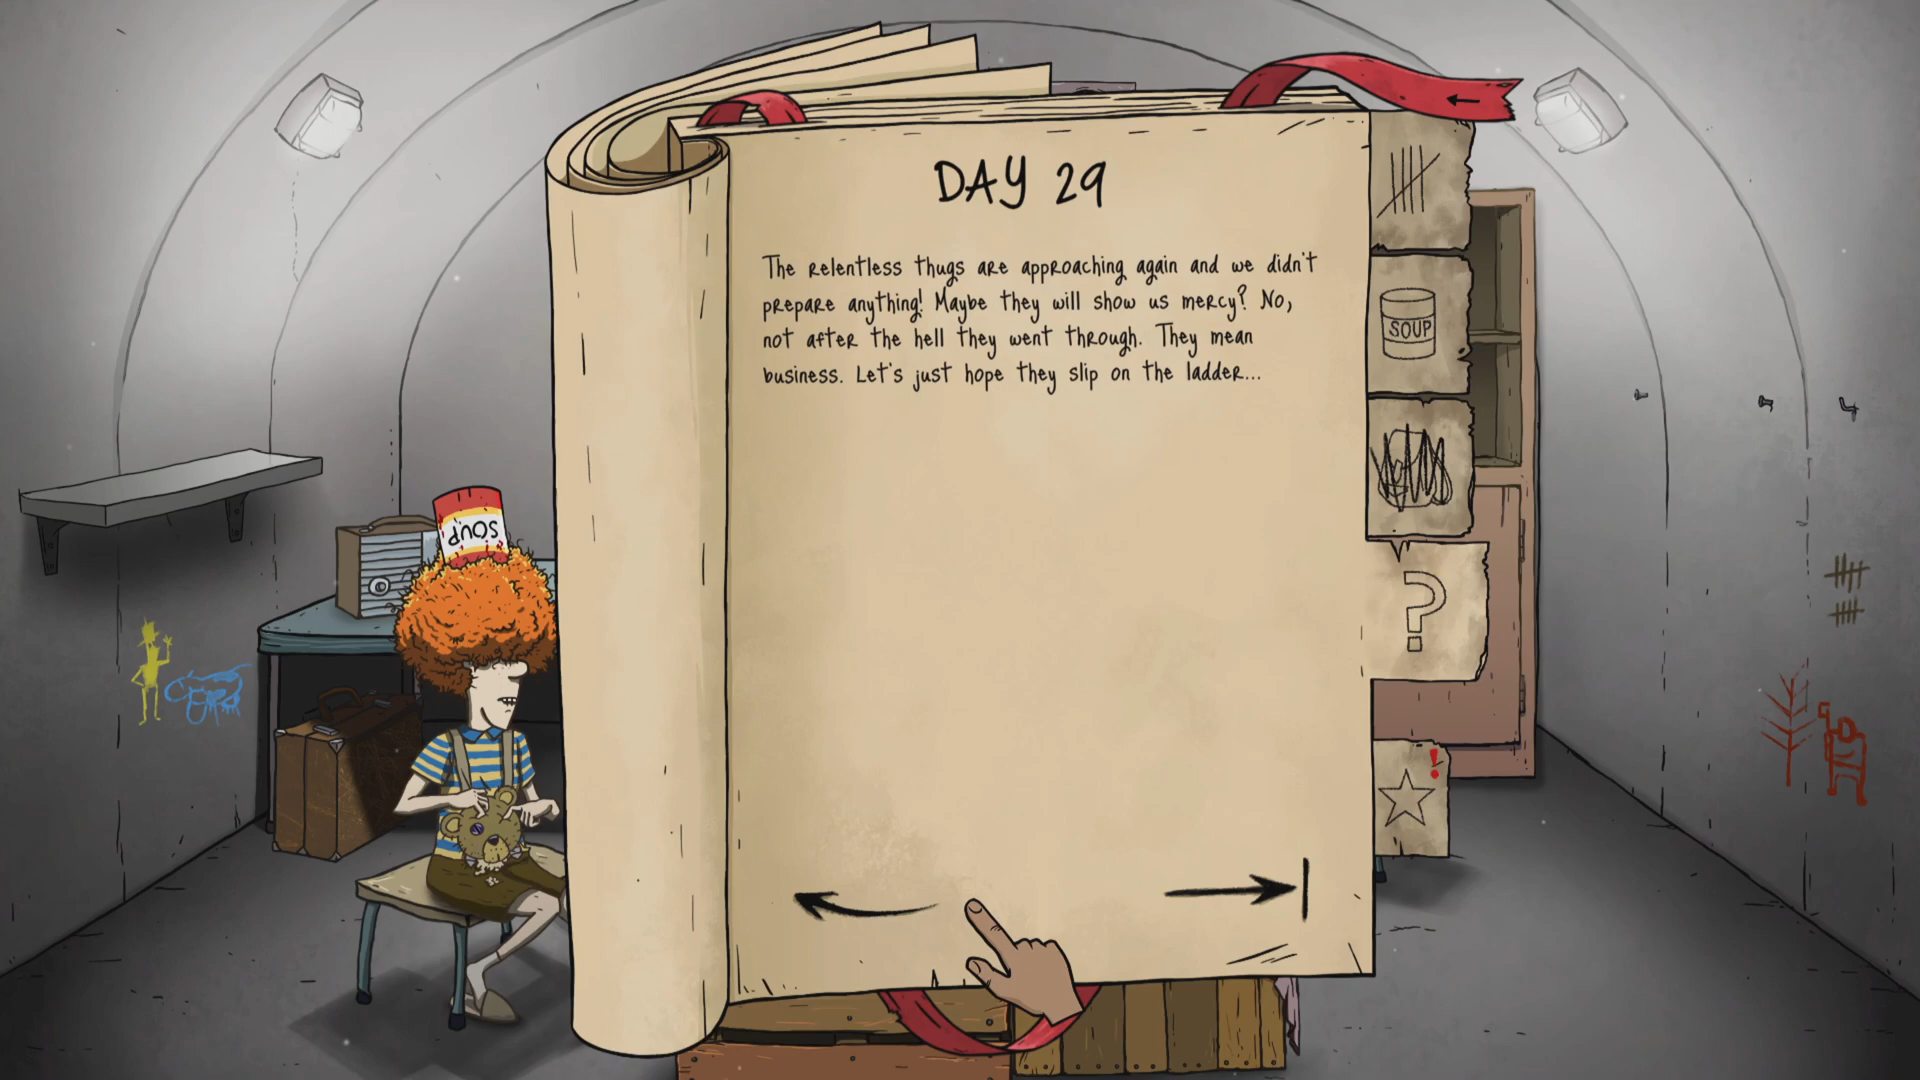 DAY 29
The relentless thugs are approaching again and we didn't
prepare anything! Maybe they will show us mercy? No,
not after the hell they went through. They mean
business. Let's just hope they slip on the ladder...
SOUP
?
!
SOUP